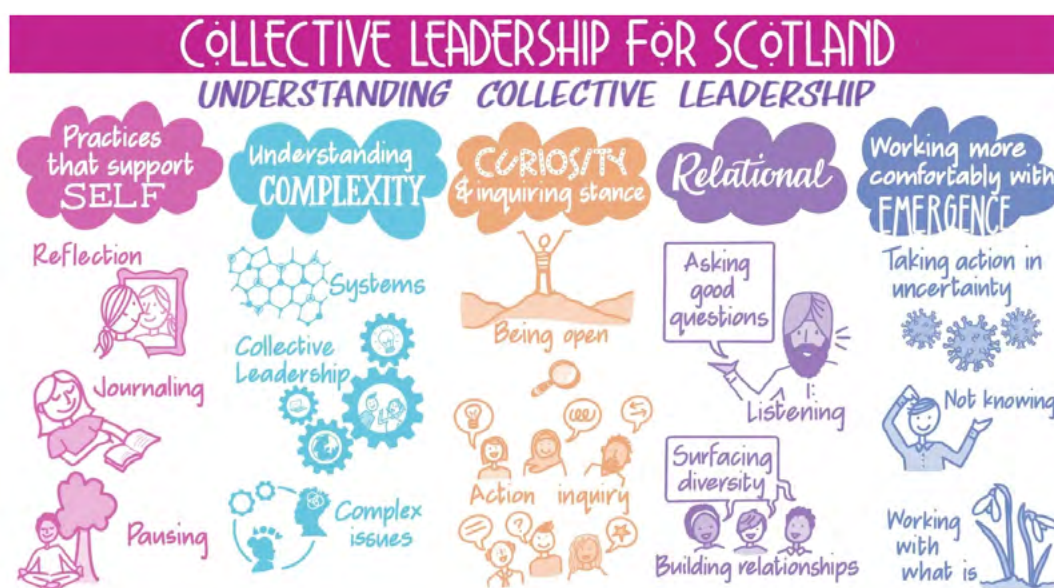 COLLECTIVE LEADERSHIP FOR SCOTLAND
UNDERSTANDING COLLECTIVE LEADERSHIP
Practices
that support
SELF
Reflection
Journaling
Pausing
Understanding
COMPLEXITY
Systems
Collective
Leadership
Complex
issues
CURIOSITY
& inquiring stance
Being open
Action inquiry
Relational
Asking
good
questions
Listening
Surfacing
diversity
Building relationships
Working more
comfortably with
EMERGENCE
Taking action in
uncertainty
Not knowing
Working
with
what is